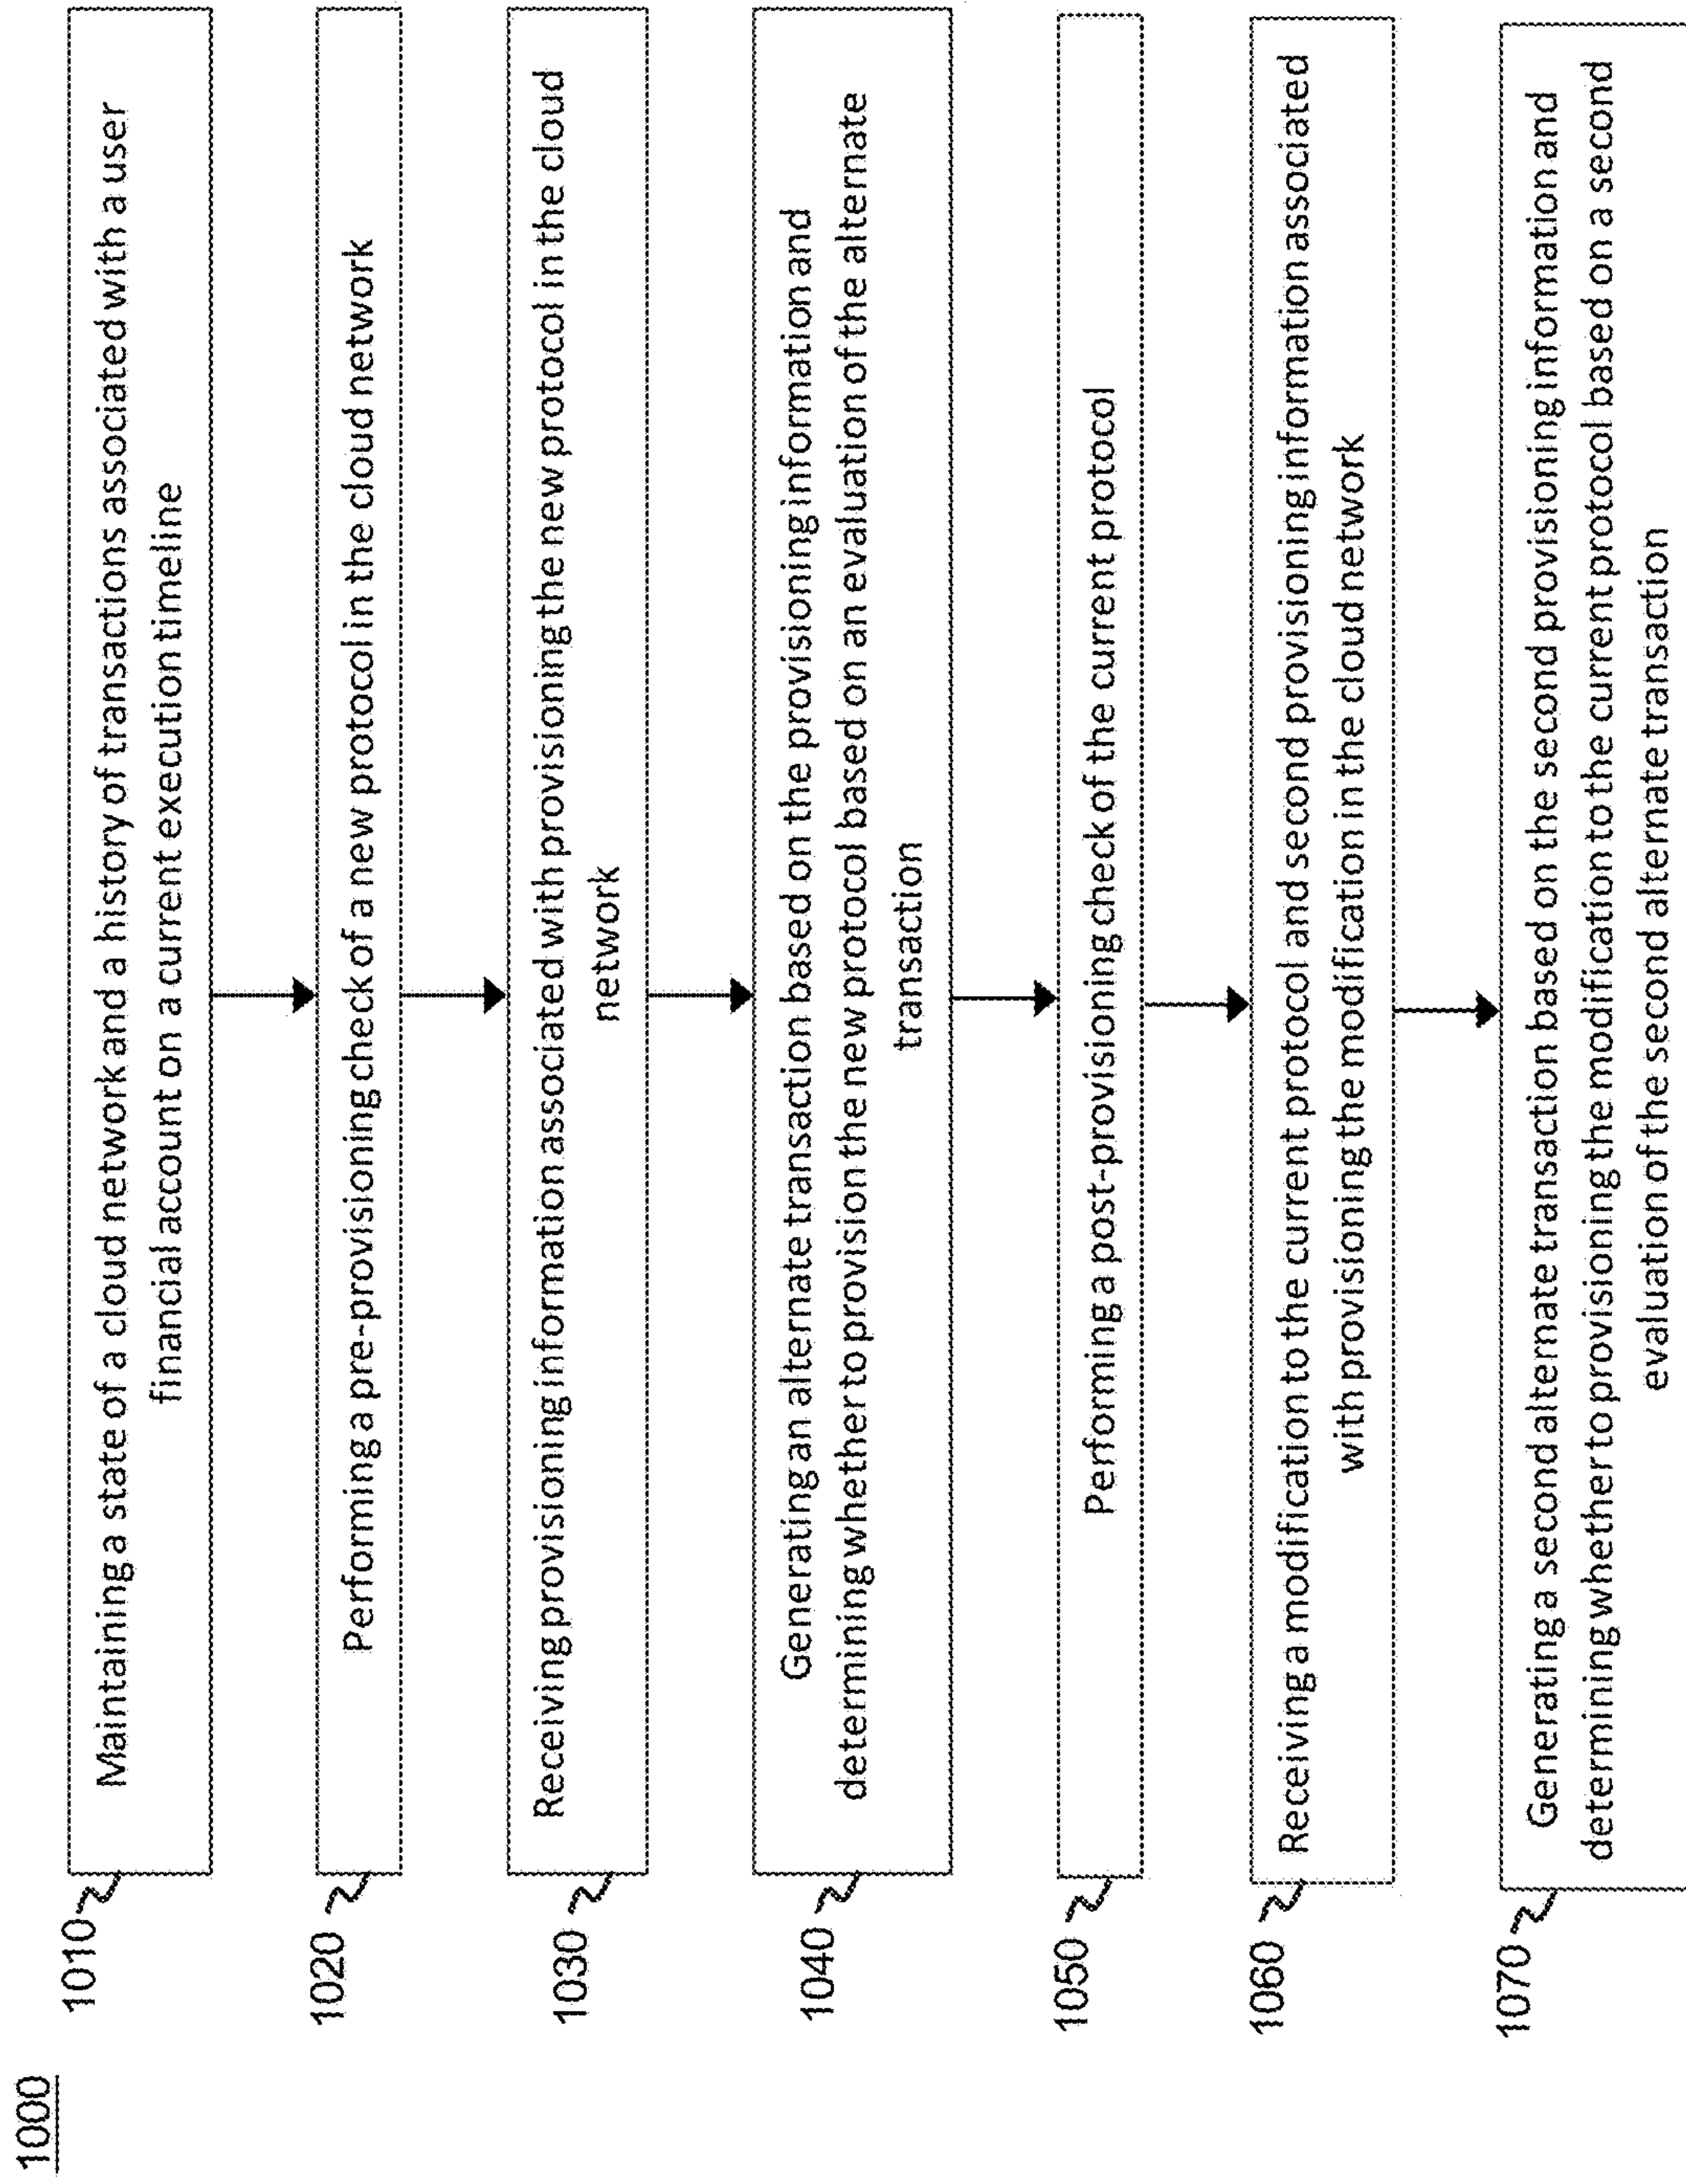 1000
1010
Maintaining a state of a cloud network and a history of transactions associated with a user
financial account on a current execution timeline
1020
Performing a pre-provisioning check of a new protocol in the cloud network
1030
Receiving provisioning information associated with provisioning the new protocol in the cloud
network
1040
Generating an alternate transaction based on the provisioning information and
determining whether to provision the new protocol based on an evaluation of the alternate
transaction
1050
Performing a post-provisioning check of the current protocol
1060
Receiving a modification to the current protocol and second provisioning information associated
with provisioning the modification in the cloud network
1070
Generating a second alternate transaction based on the second provisioning information and
determining whether to provisioning the modification to the current protocol based on a second
evaluation of the second alternate transaction